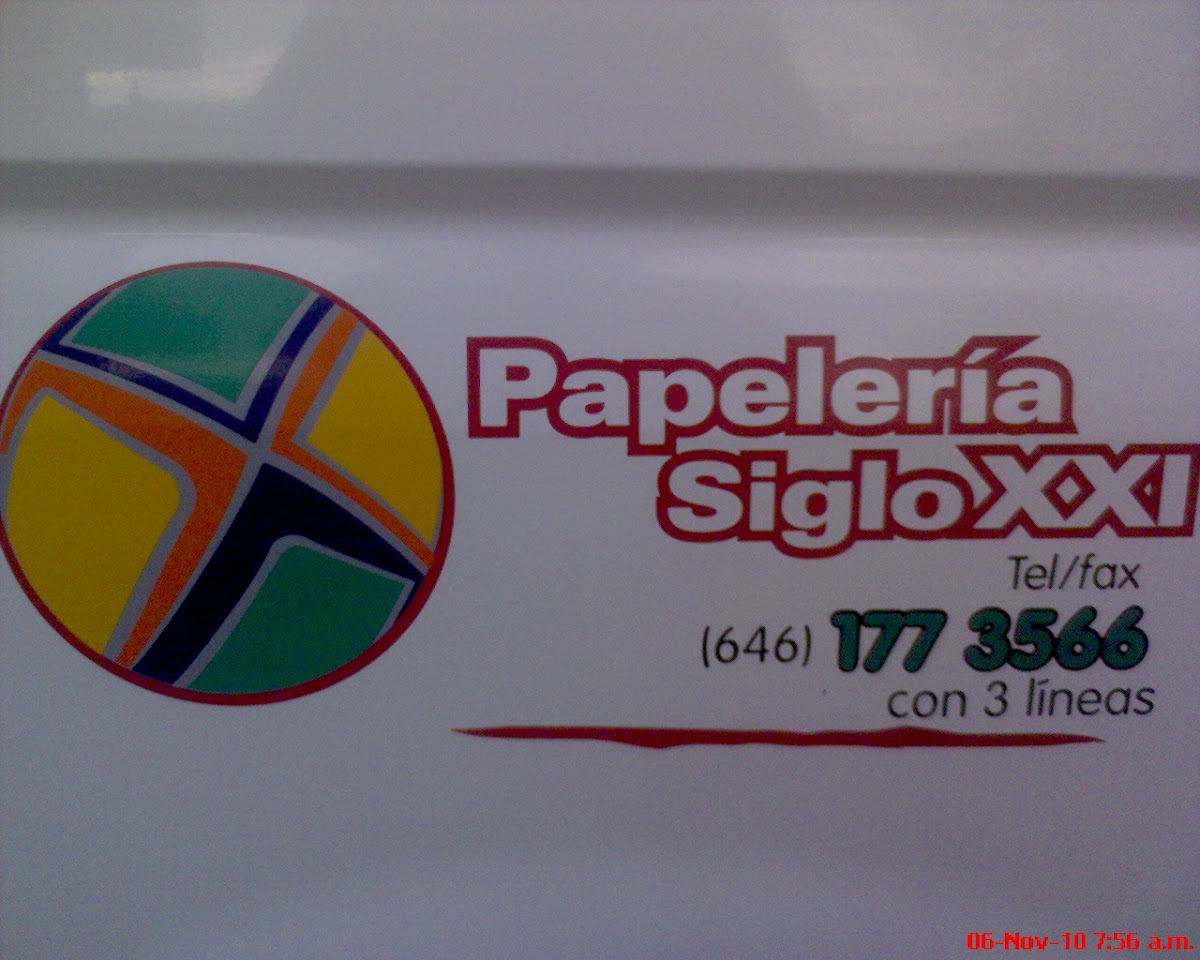 Papelería
Siglo XXI
Tel/fax
(646) 177 3566
con 3 líneas
06-Nov-10 7:56 a.m.